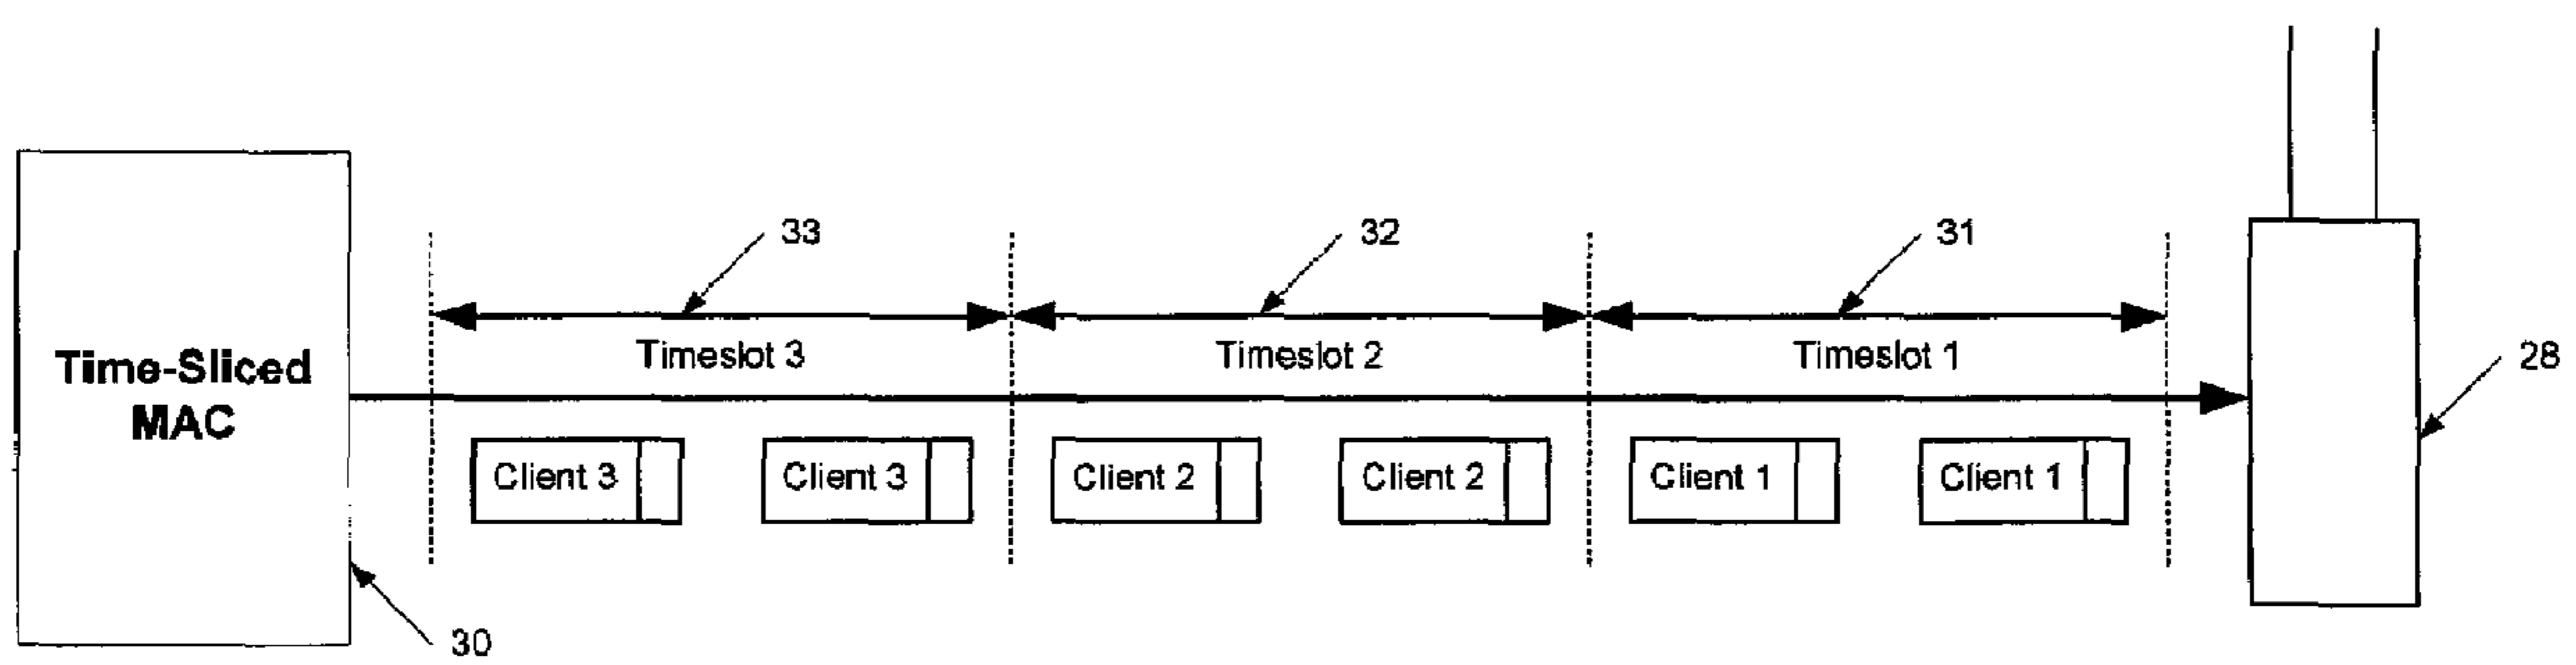 33
32
31
Timeslot 3
Timeslot 2
Timeslot 1
28
Time-Sliced
MAC
Client 3
Client 3
Client 2
Client 2
Client 1
Client 1
30